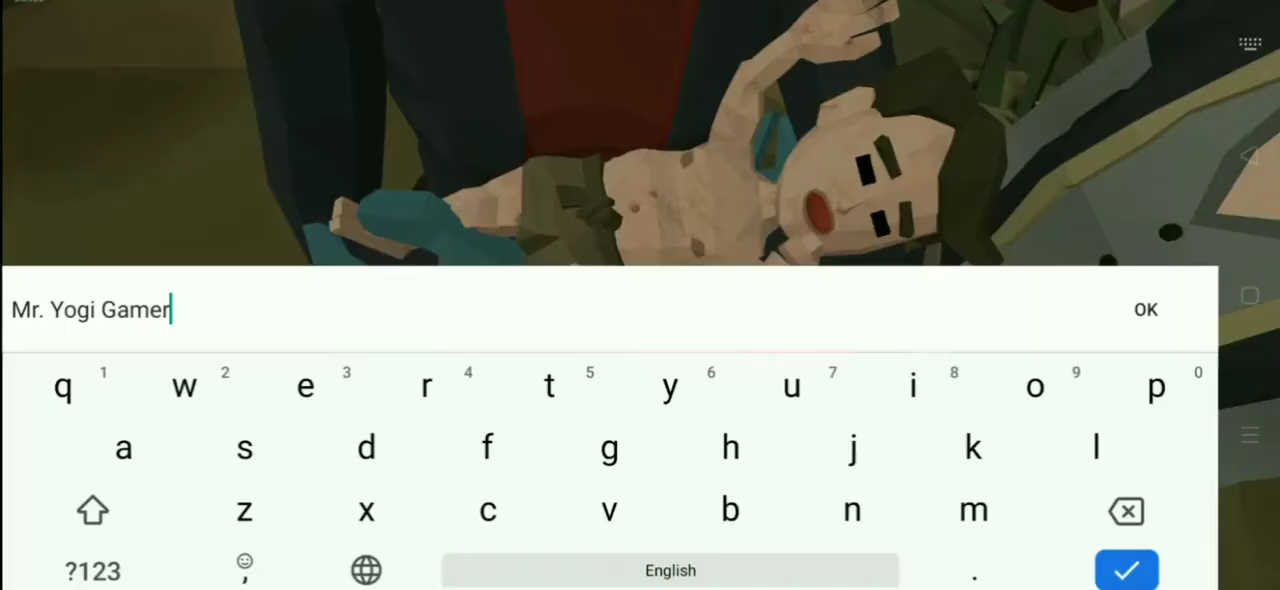 Mr. Yogi Gamer
OK
q 1 w 2 e 3 r 4 t 5 y 6 u 7 i 8 o 9 p 0
a s d f g h j k l
z x c v b n m
?123 , English .